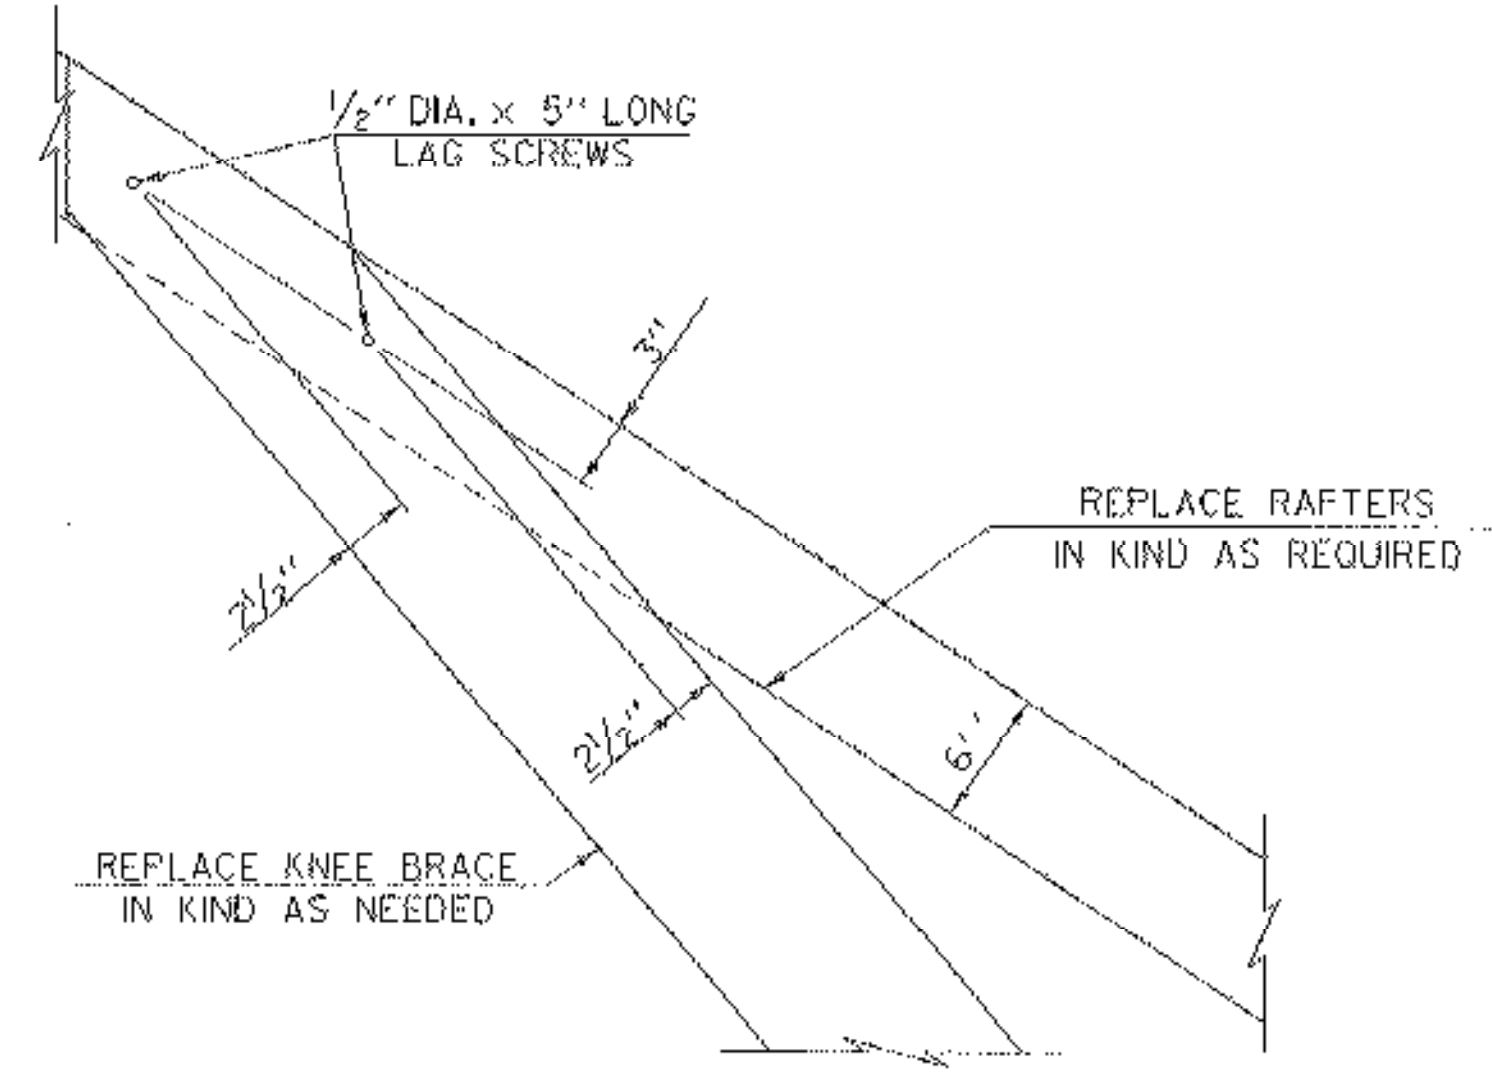 1/2" DIA. x 5" LONG
LAG SCREWS
3"
REPLACE RAFTERS
IN KIND AS REQUIRED
2 1/2"
2 1/2"
6"
REPLACE KNEE BRACE
IN KIND AS NEEDED